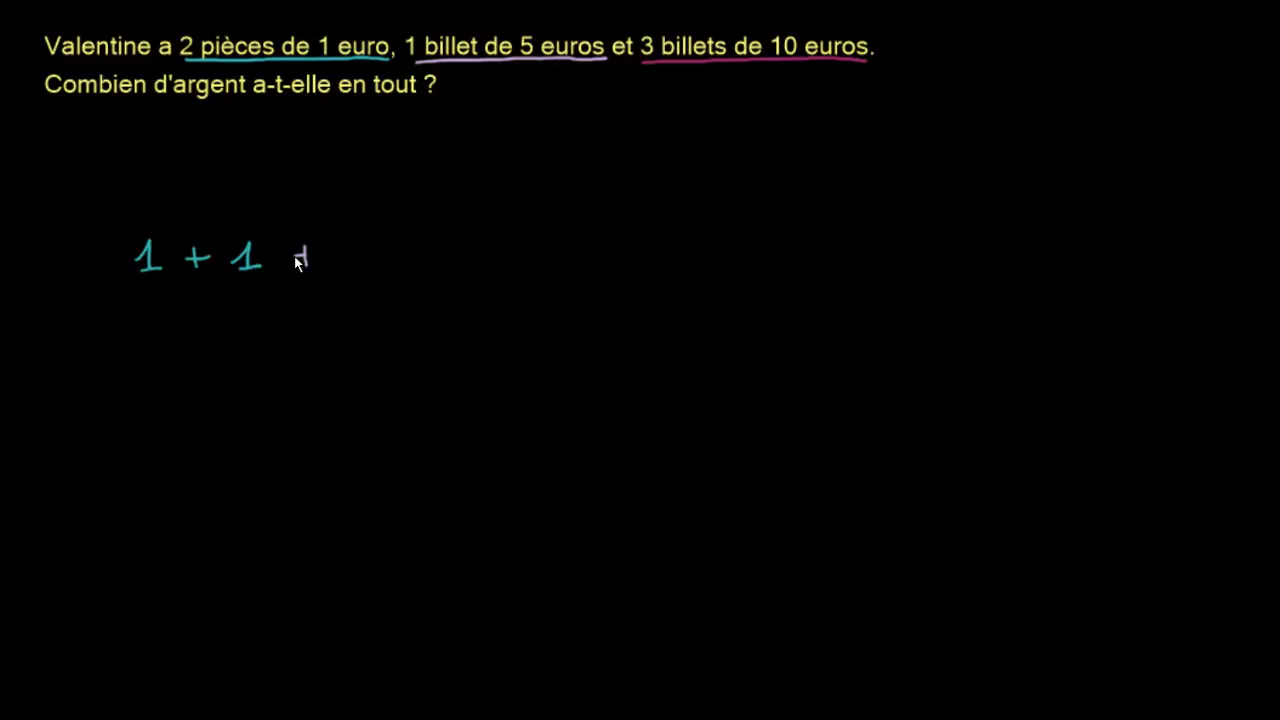 Valentine a 2 pièces de 1 euro, 1 billet de 5 euros et 3 billets de 10 euros.
Combien d'argent a-t-elle en tout ?
1 + 1 +